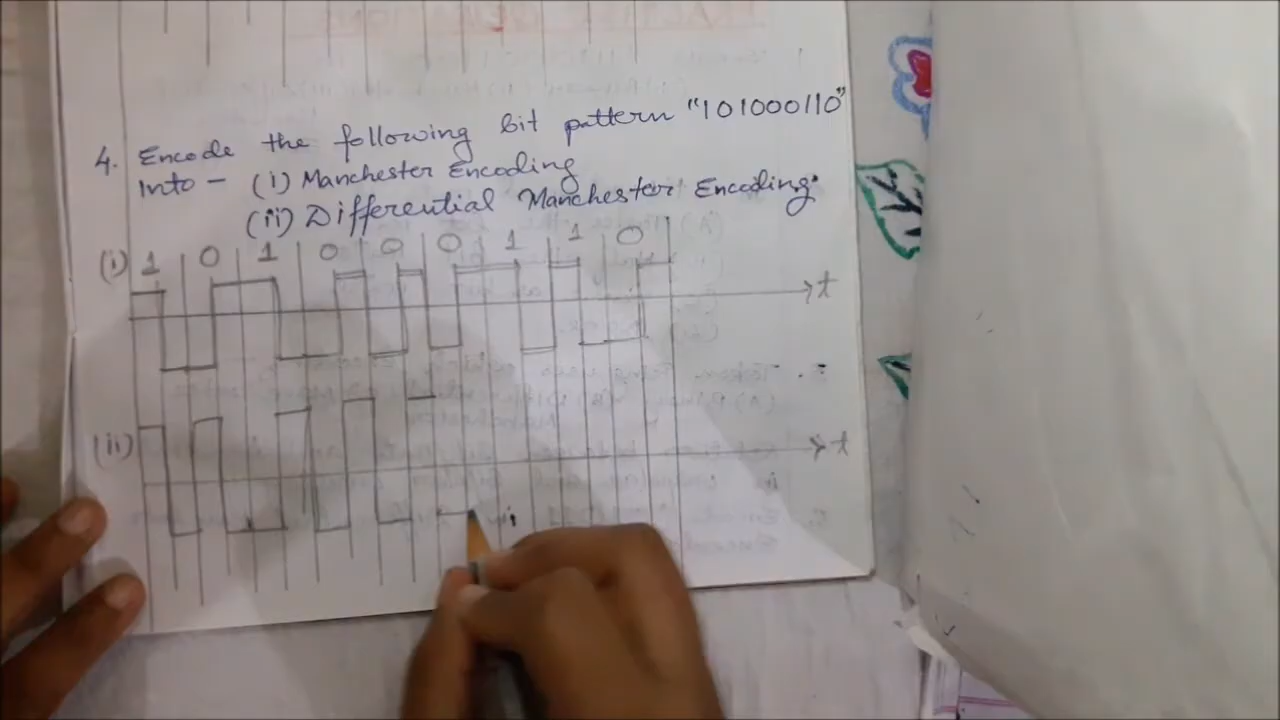 4. Encode the following bit pattern "101000110"
Into - (i) Manchester Encoding
(ii) Differential Manchester Encoding.
(i) 1 0 1 0 0 0 1 1 0
t
(ii) t